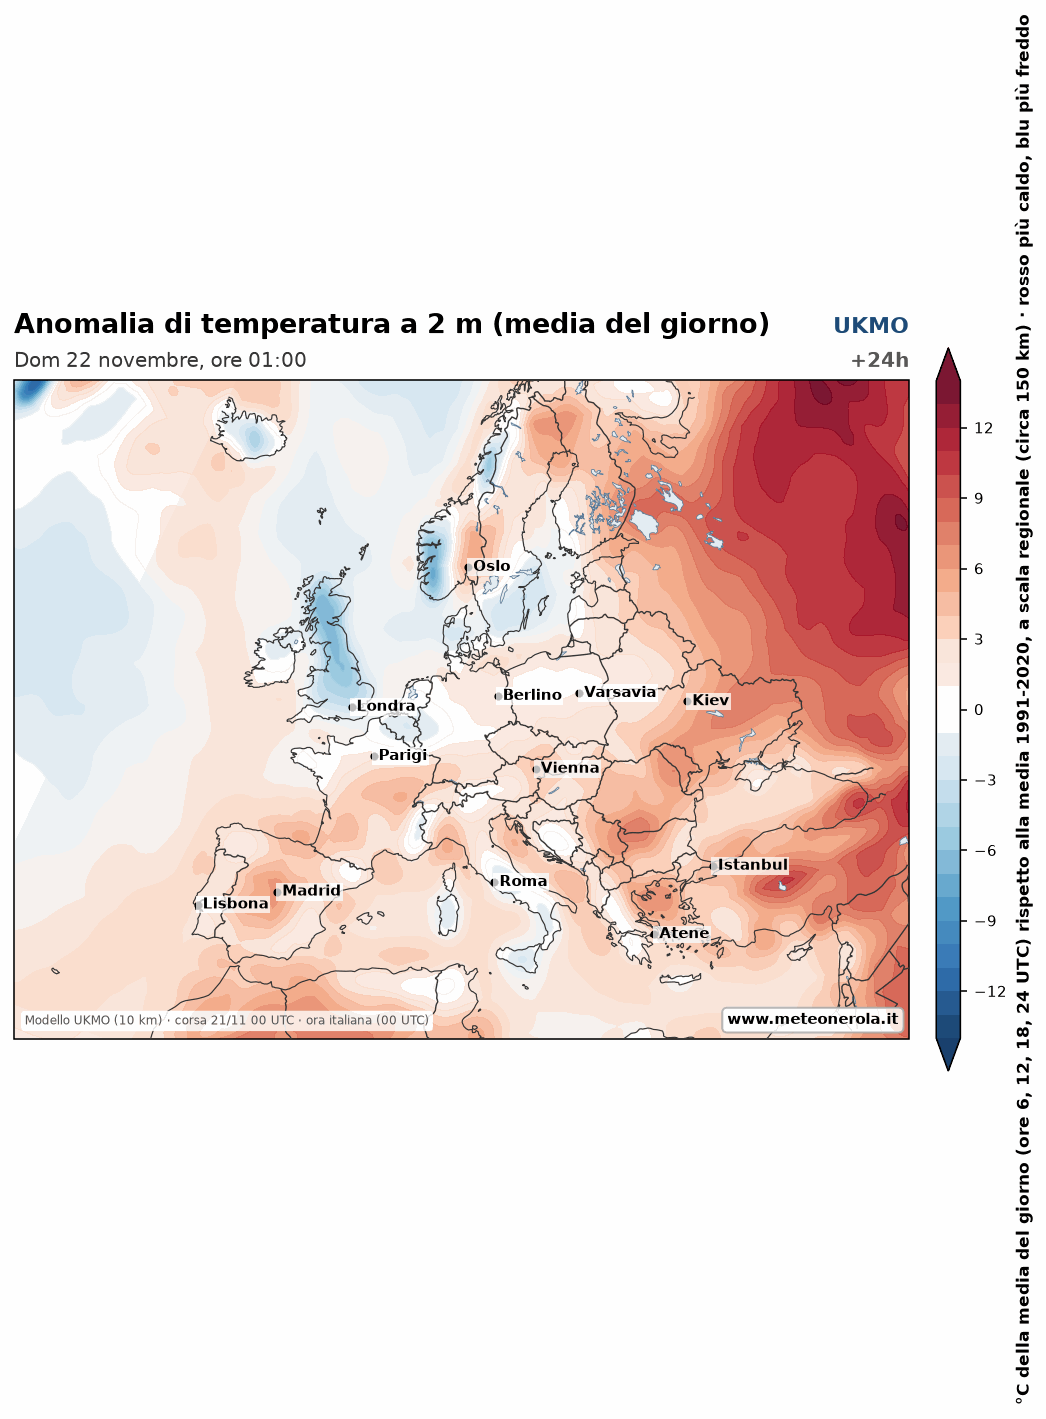 Anomalia di temperatura a 2 m (media del giorno)
UKMO
Dom 22 novembre, ore 01:00
+24h
Oslo
Londra
Berlino
Varsavia
Kiev
Parigi
Vienna
Istanbul
Roma
Madrid
Lisbona
Atene
Modello UKMO (10 km) · corsa 21/11 00 UTC · ora italiana (00 UTC)
www.meteonerola.it
12
9
6
3
0
−3
−6
−9
−12
°C della media del giorno (ore 6, 12, 18, 24 UTC) rispetto alla media 1991-2020, a scala regionale (circa 150 km) · rosso più caldo, blu più freddo